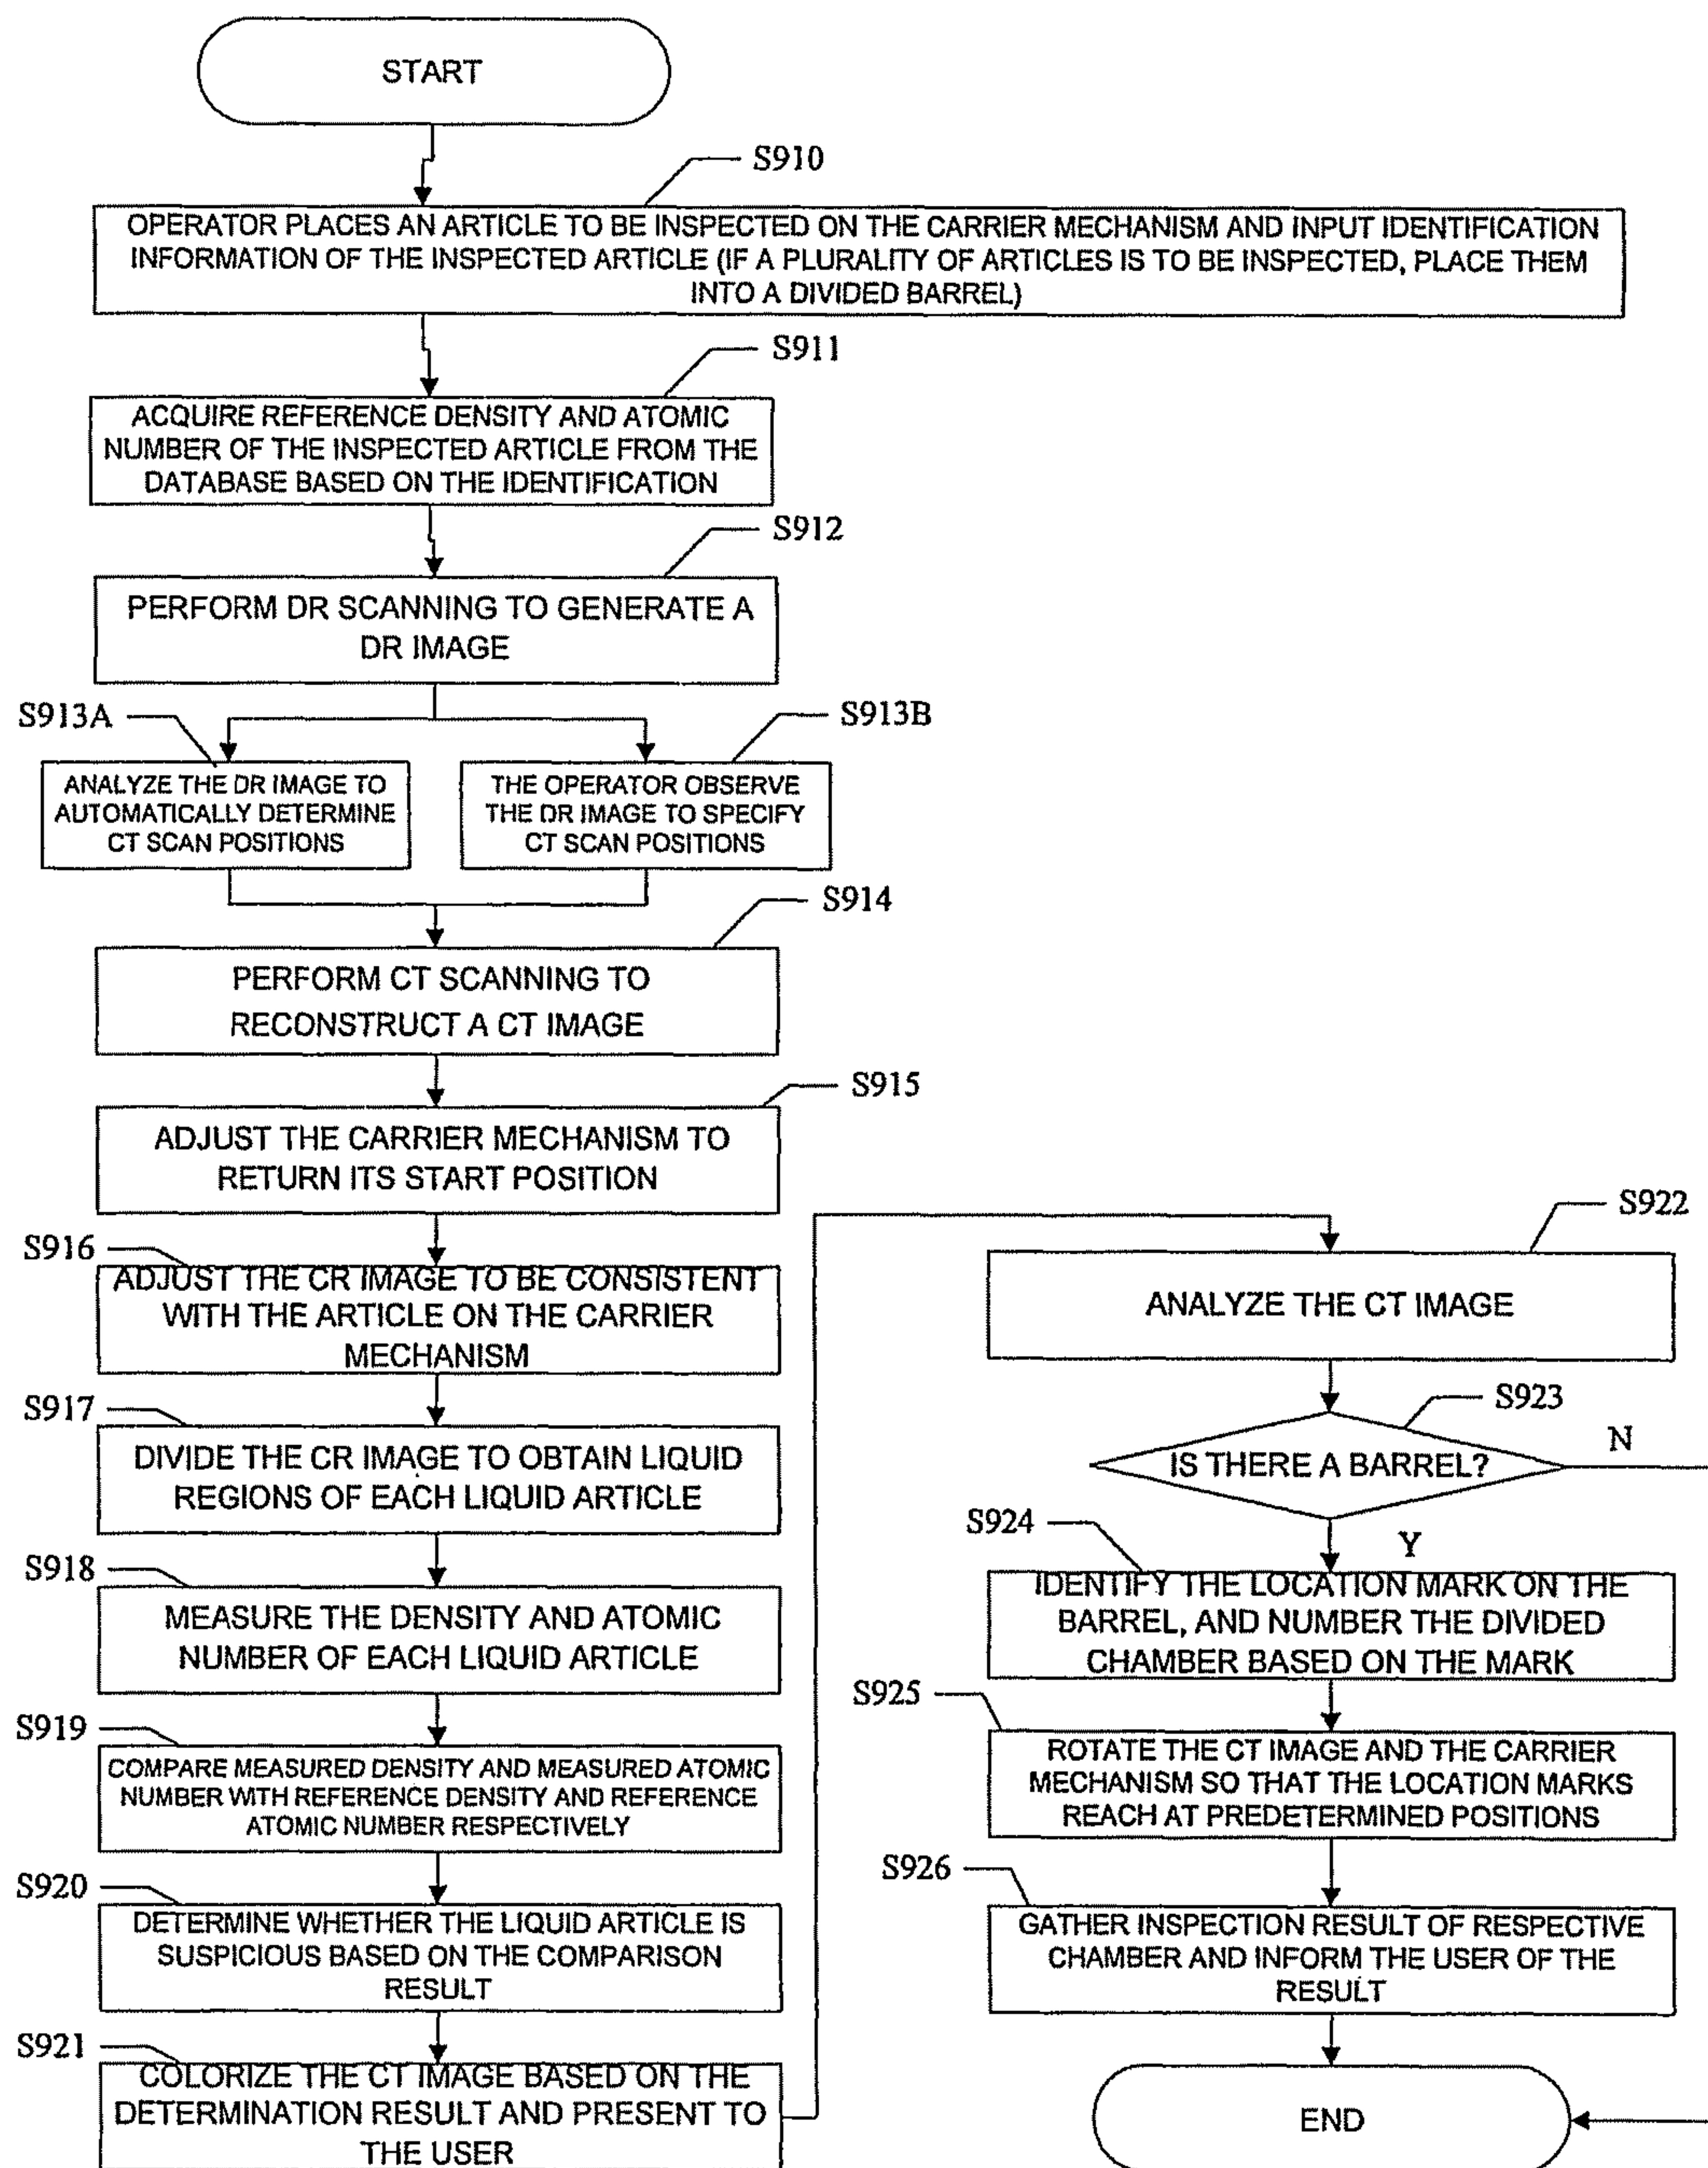 START
S910
OPERATOR PLACES AN ARTICLE TO BE INSPECTED ON THE CARRIER MECHANISM AND INPUT IDENTIFICATION
INFORMATION OF THE INSPECTED ARTICLE (IF A PLURALITY OF ARTICLES IS TO BE INSPECTED, PLACE THEM
INTO A DIVIDED BARREL)
S911
ACQUIRE REFERENCE DENSITY AND ATOMIC
NUMBER OF THE INSPECTED ARTICLE FROM THE
DATABASE BASED ON THE IDENTIFICATION
S912
PERFORM DR SCANNING TO GENERATE A
DR IMAGE
S913A
ANALYZE THE DR IMAGE TO
AUTOMATICALLY DETERMINE
CT SCAN POSITIONS
S913B
THE OPERATOR OBSERVE
THE DR IMAGE TO SPECIFY
CT SCAN POSITIONS
S914
PERFORM CT SCANNING TO
RECONSTRUCT A CT IMAGE
S915
ADJUST THE CARRIER MECHANISM TO
RETURN ITS START POSITION
S916
ADJUST THE CR IMAGE TO BE CONSISTENT
WITH THE ARTICLE ON THE CARRIER
MECHANISM
S917
DIVIDE THE CR IMAGE TO OBTAIN LIQUID
REGIONS OF EACH LIQUID ARTICLE
S918
MEASURE THE DENSITY AND ATOMIC
NUMBER OF EACH LIQUID ARTICLE
S919
COMPARE MEASURED DENSITY AND MEASURED ATOMIC
NUMBER WITH REFERENCE DENSITY AND REFERENCE
ATOMIC NUMBER RESPECTIVELY
S920
DETERMINE WHETHER THE LIQUID ARTICLE IS
SUSPICIOUS BASED ON THE COMPARISON
RESULT
S921
COLORIZE THE CT IMAGE BASED ON THE
DETERMINATION RESULT AND PRESENT TO
THE USER
S922
ANALYZE THE CT IMAGE
S923
IS THERE A BARREL?
N
Y
S924
IDENTIFY THE LOCATION MARK ON THE
BARREL, AND NUMBER THE DIVIDED
CHAMBER BASED ON THE MARK
S925
ROTATE THE CT IMAGE AND THE CARRIER
MECHANISM SO THAT THE LOCATION MARKS
REACH AT PREDETERMINED POSITIONS
S926
GATHER INSPECTION RESULT OF RESPECTIVE
CHAMBER AND INFORM THE USER OF THE
RESULT
END